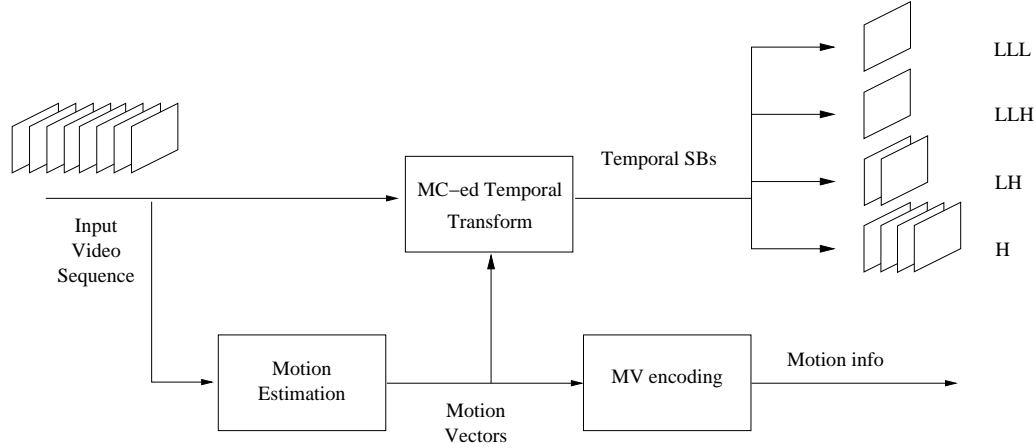 LLL
LLH
Temporal SBs
LH
MC−ed Temporal
Transform
Input
Video
Sequence
H
Motion
Estimation
MV encoding
Motion info
Motion
Vectors